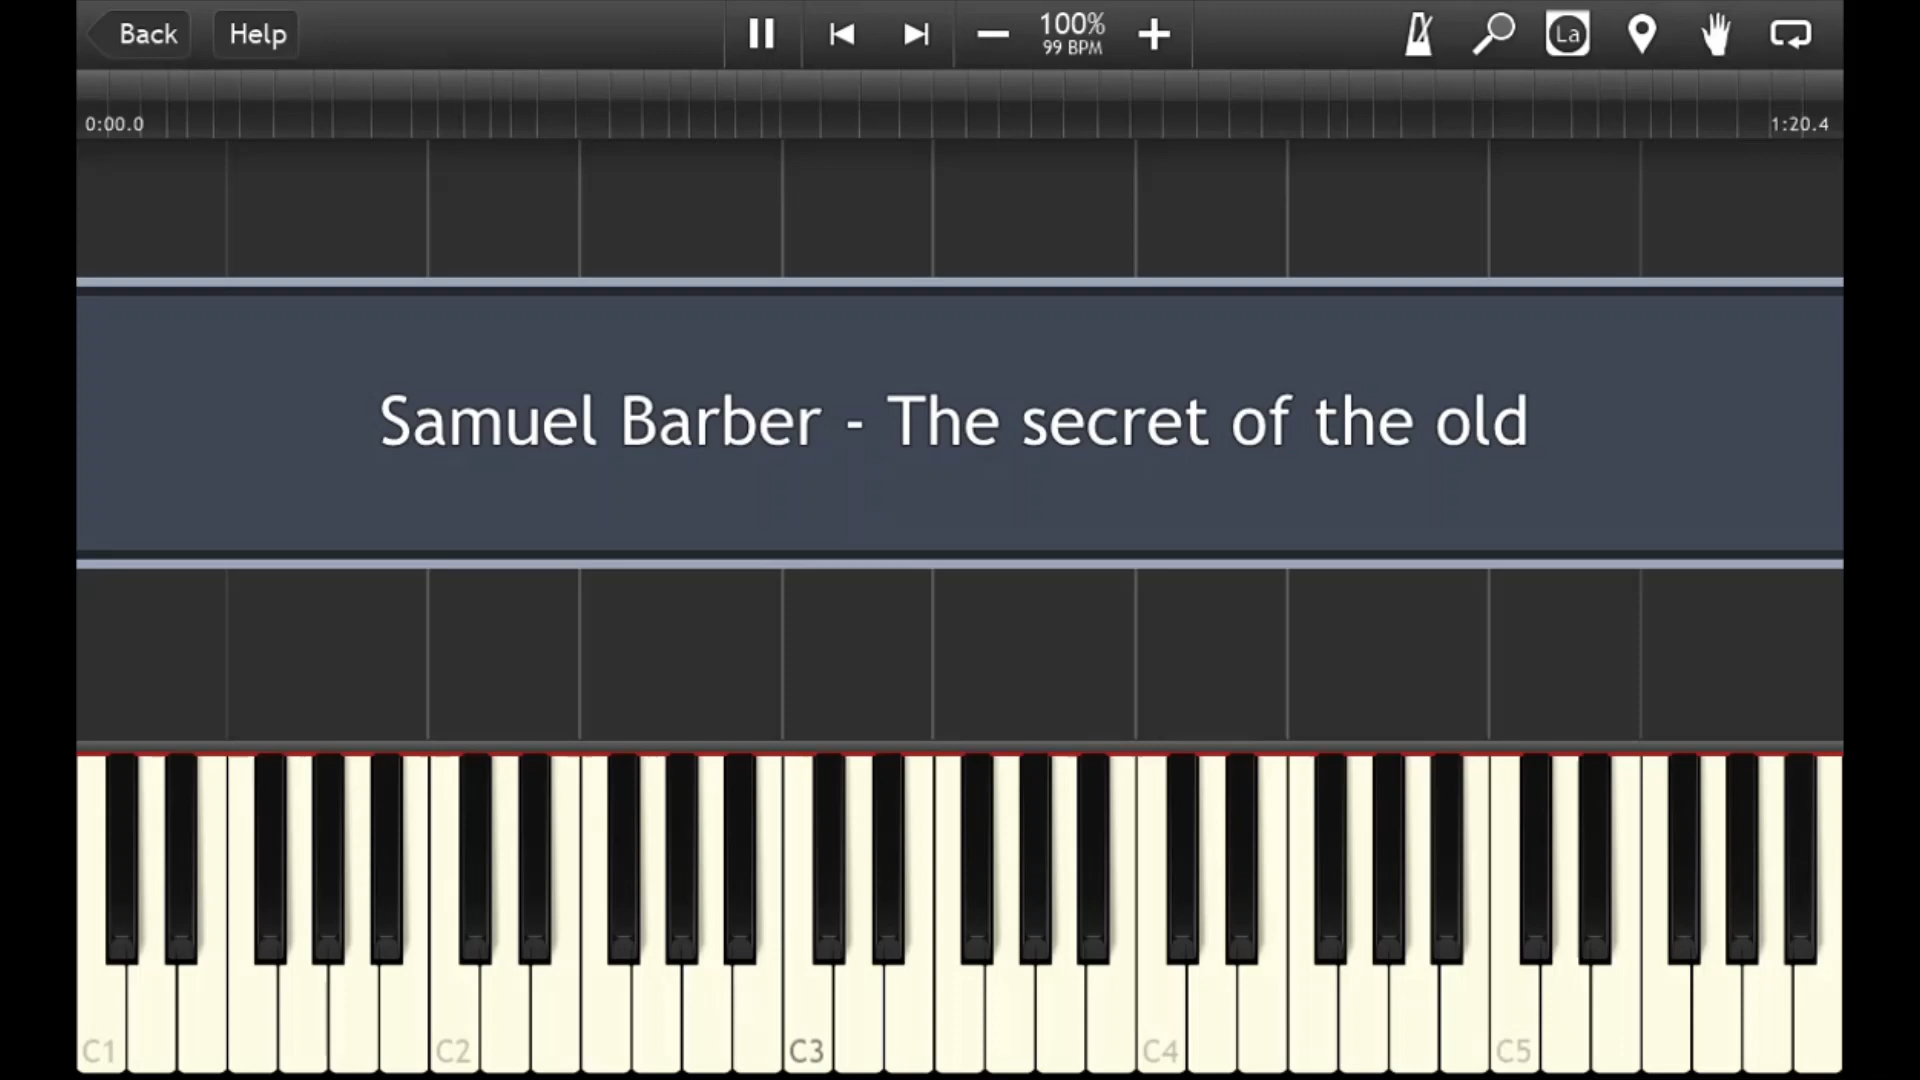 Back
Help
100%
99 BPM
La
0:00.0
1:20.4
Samuel Barber - The secret of the old
C1
C2
C3
C4
C5